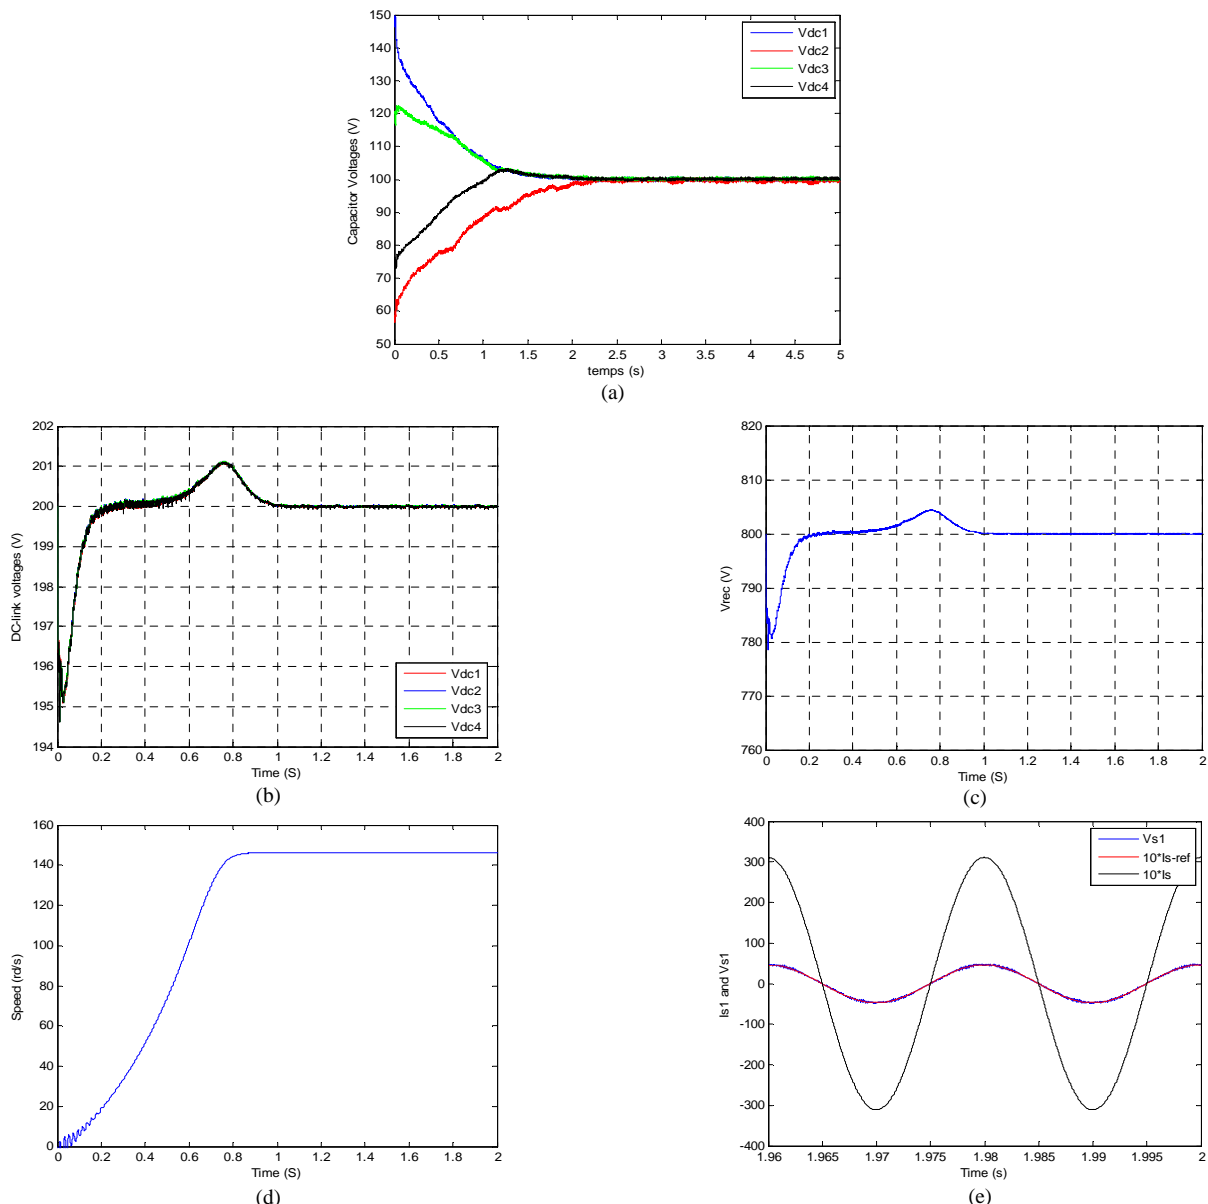 150
140
130
120
110
100
90
80
70
60
50
Capacitor Voltages (V)
Vdc1
Vdc2
Vdc3
Vdc4
0 0.5 1 1.5 2 2.5 3 3.5 4 4.5 5
temps (s)
(a)
202
201
200
199
198
197
196
195
194
DC-link voltages (V)
Vdc1
Vdc2
Vdc3
Vdc4
0 0.2 0.4 0.6 0.8 1 1.2 1.4 1.6 1.8 2
Time (S)
(b)
820
810
800
790
780
770
760
Vrec (V)
0 0.2 0.4 0.6 0.8 1 1.2 1.4 1.6 1.8 2
Time (S)
(c)
160
140
120
100
80
60
40
20
0
Speed (rd/s)
0 0.2 0.4 0.6 0.8 1 1.2 1.4 1.6 1.8 2
Time (S)
(d)
400
300
200
100
0
-100
-200
-300
-400
Is1 and Vs1
Vs1
10*Is-ref
10*Is
1.96 1.965 1.97 1.975 1.98 1.985 1.99 1.995 2
Time (s)
(e)